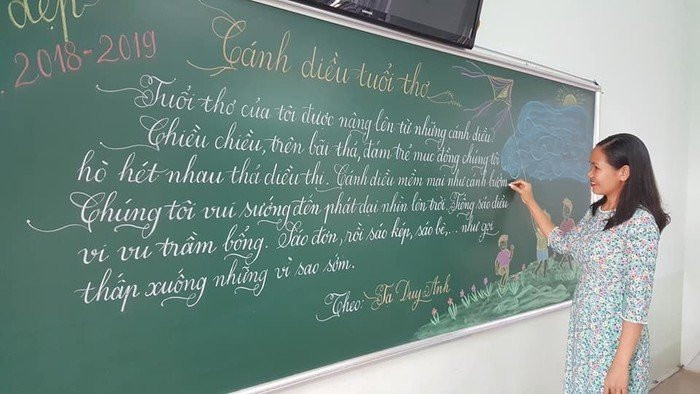 đẹp
2018-2019
Cánh diều tuổi thơ
Tuổi thơ của tôi được nâng lên từ những cánh diều.
Chiều chiều, trên bãi thả, đám trẻ mục đồng chúng tôi
hò hét nhau thả diều thi. Cánh diều mềm mại như cánh bướm.
Chúng tôi vui sướng đến phát dại nhìn lên trời. Tiếng sáo diều
vi vu trầm bổng. Sáo đơn, rồi sáo kép, sáo bè,... như gọi
thấp xuống những vì sao sớm.
Theo: Tạ Duy Anh